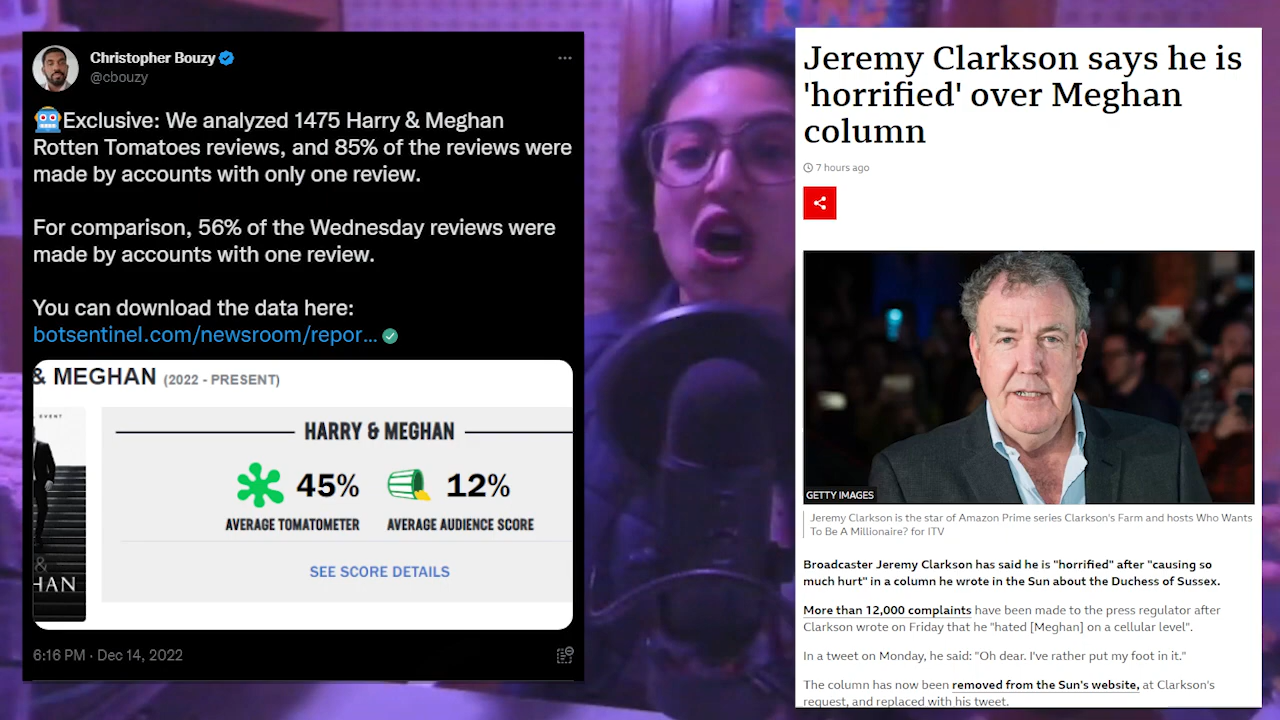 Christopher Bouzy
@cbouzy
Exclusive: We analyzed 1475 Harry & Meghan
Rotten Tomatoes reviews, and 85% of the reviews were
made by accounts with only one review.
For comparison, 56% of the Wednesday reviews were
made by accounts with one review.
You can download the data here:
botsentinel.com/newsroom/repor...
& MEGHAN (2022 - PRESENT)
EVENT
HARRY & MEGHAN
45%
12%
AVERAGE TOMATOMETER
AVERAGE AUDIENCE SCORE
SEE SCORE DETAILS
&
HAN
6:16 PM · Dec 14, 2022
KIND
Jeremy Clarkson says he is
'horrified' over Meghan
column
7 hours ago
GETTY IMAGES
Jeremy Clarkson is the star of Amazon Prime series Clarkson's Farm and hosts Who Wants
To Be A Millionaire? for ITV
Broadcaster Jeremy Clarkson has said he is "horrified" after "causing so
much hurt" in a column he wrote in the Sun about the Duchess of Sussex.
More than 12,000 complaints have been made to the press regulator after
Clarkson wrote on Friday that he "hated [Meghan] on a cellular level".
In a tweet on Monday, he said: "Oh dear. I've rather put my foot in it."
The column has now been removed from the Sun's website, at Clarkson's
request, and replaced with his tweet.